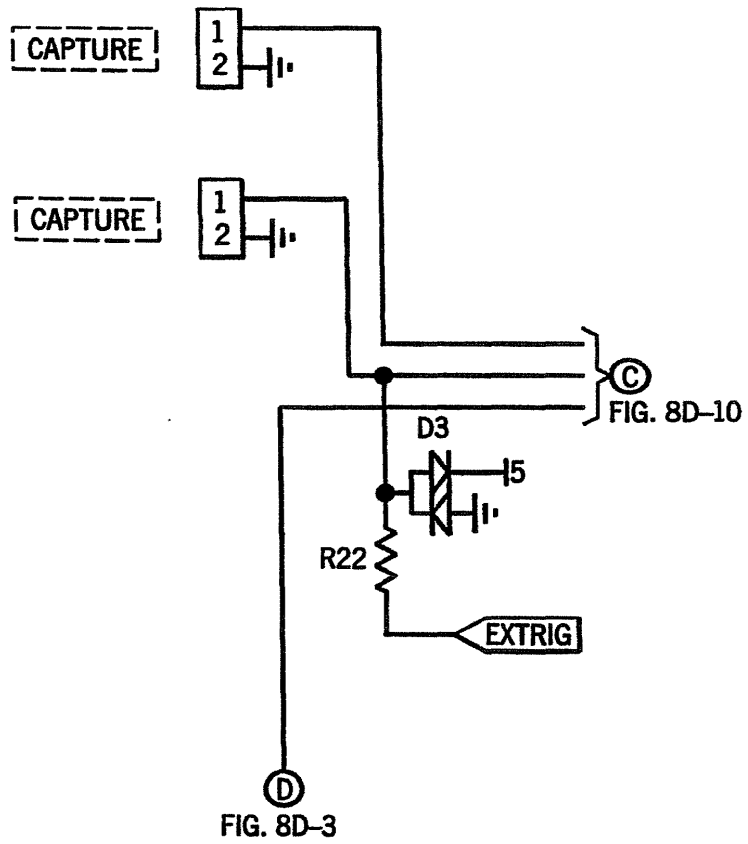 CAPTURE
1
2
CAPTURE
1
2
C
FIG. 8D-10
D3
5
R22
EXTRIG
D
FIG. 8D-3